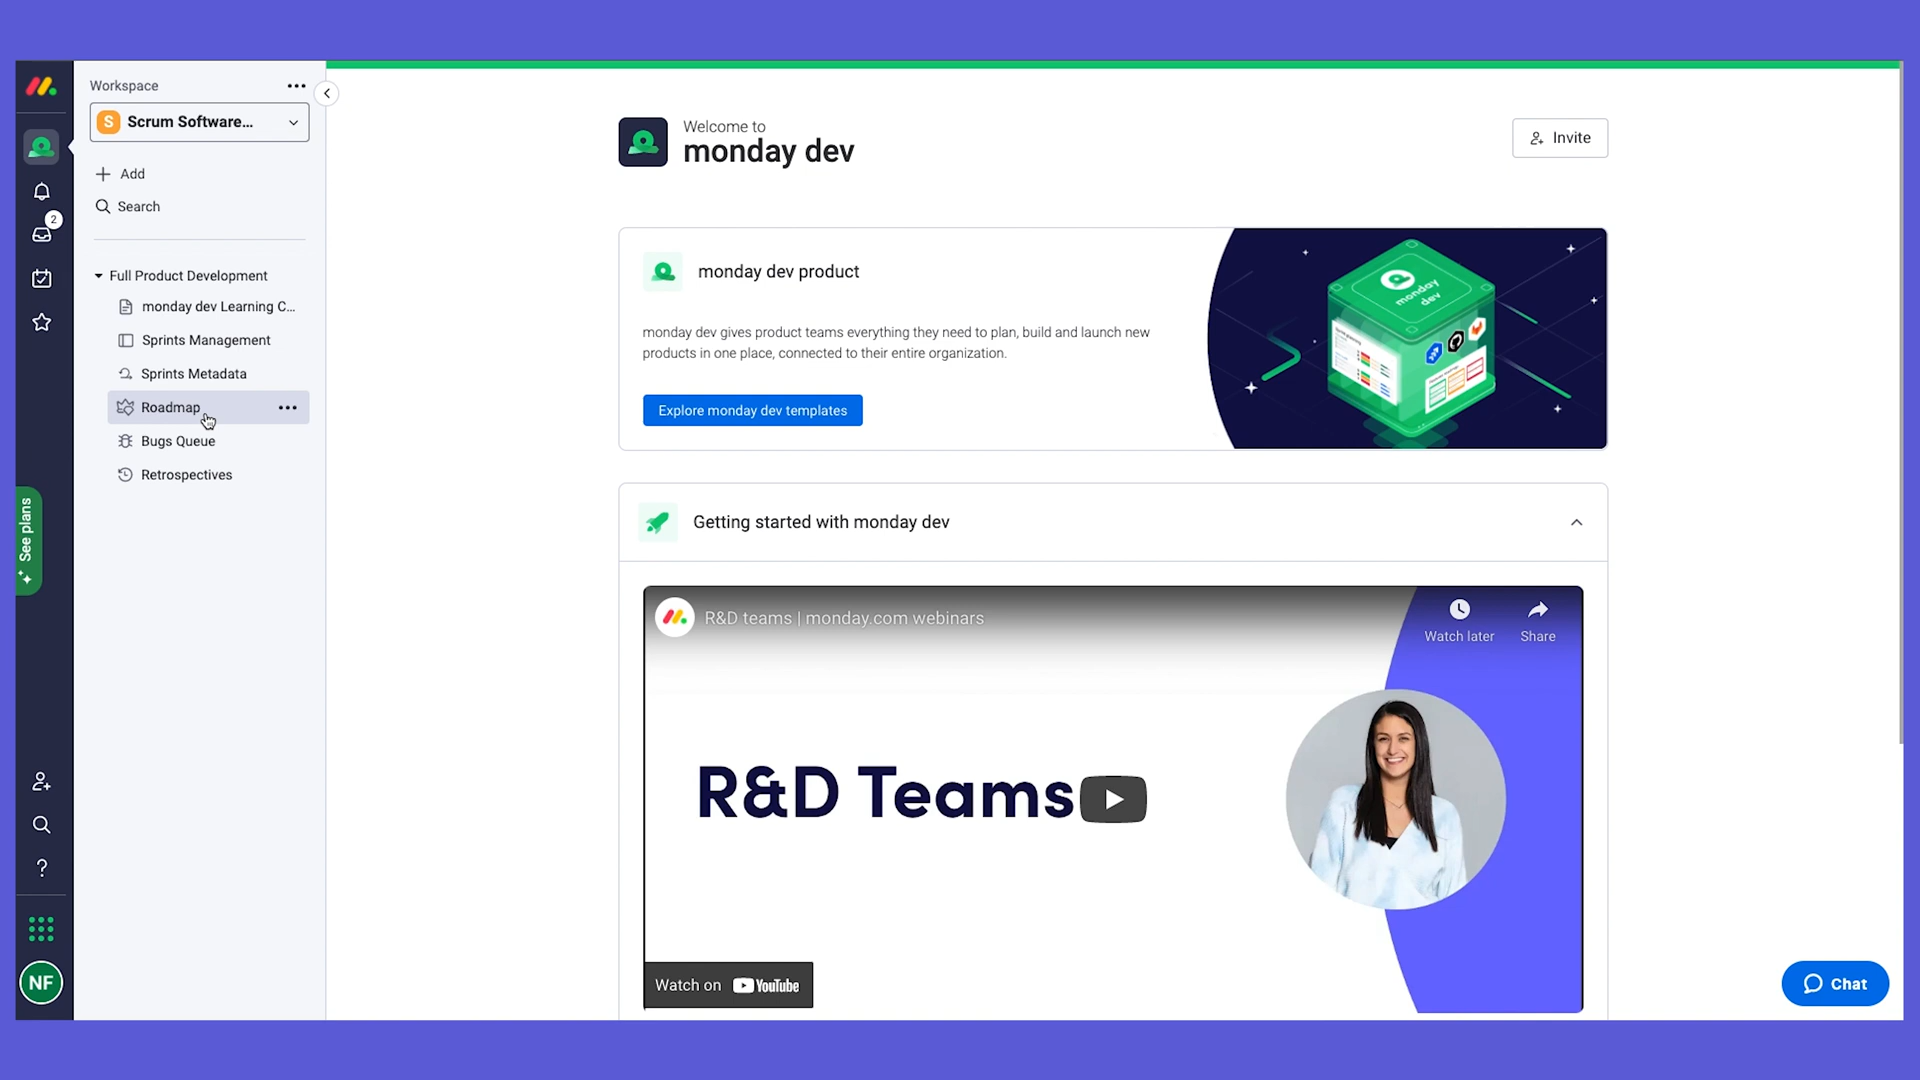 Workspace
S Scrum Software...
Add
Search
2
Full Product Development
monday dev Learning C...
Sprints Management
Sprints Metadata
Roadmap
Bugs Queue
Retrospectives
See plans
NF
Welcome to
monday dev
Invite
monday dev product
monday dev gives product teams everything they need to plan, build and launch new
products in one place, connected to their entire organization.
Explore monday dev templates
monday
dev
Getting started with monday dev
R&D teams | monday.com webinars
Watch later
Share
R&D Teams
Watch on YouTube
Chat